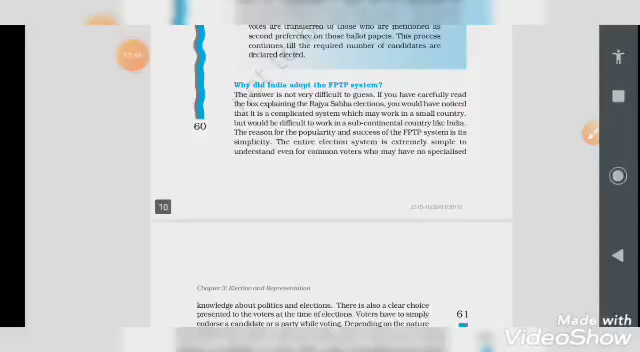 votes are transferred to those who are mentioned as
second preference on those ballot papers. This process
continues till the required number of candidates are
declared elected.
Why did India adopt the FPTP system?
The answer is not very difficult to guess. If you have carefully read
the box explaining the Rajya Sabha elections, you would have noticed
that it is a complicated system which may work in a small country,
but would be difficult to work in a sub-continental country like India.
The reason for the popularity and success of the FPTP system is its
simplicity. The entire election system is extremely simple to
understand even for common voters who may have no specialised
60
10
Chapter 3: Election and Representation
knowledge about politics and elections. There is also a clear choice
presented to the voters at the time of elections. Voters have to simply
endorse a candidate or a party while voting. Depending on the nature
61
Made with
VideoShow